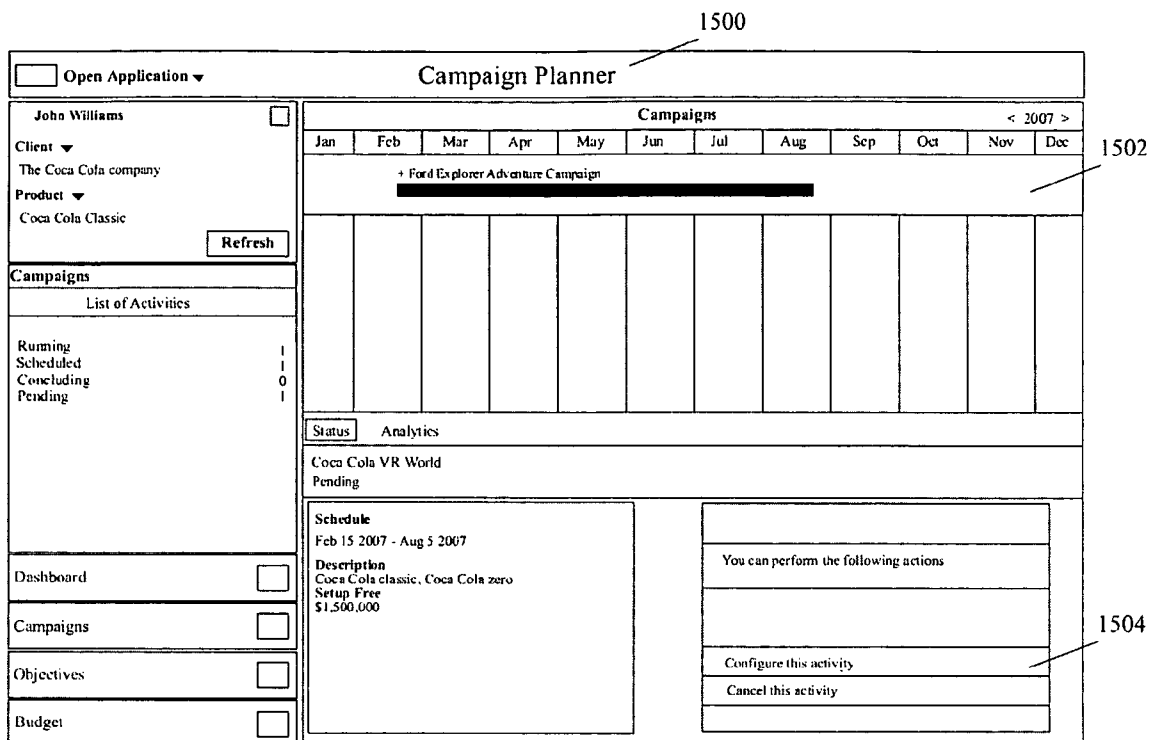 1500
Open Application
Campaign Planner
John Williams
Client
The Coca Cola company
Product
Coca Cola Classic
Refresh
Campaigns
List of Activities
Running 1
Scheduled 1
Concluding 0
Pending 1
Dashboard
Campaigns
Objectives
Budget
Campaigns
< 2007 >
Jan Feb Mar Apr May Jun Jul Aug Sep Oct Nov Dec
1502
+ Ford Explorer Adventure Campaign
Status Analytics
Coca Cola VR World
Pending
Schedule
Feb 15 2007 - Aug 5 2007
Description
Coca Cola classic, Coca Cola zero
Setup Free
$1,500,000
You can perform the following actions
Configure this activity
1504
Cancel this activity